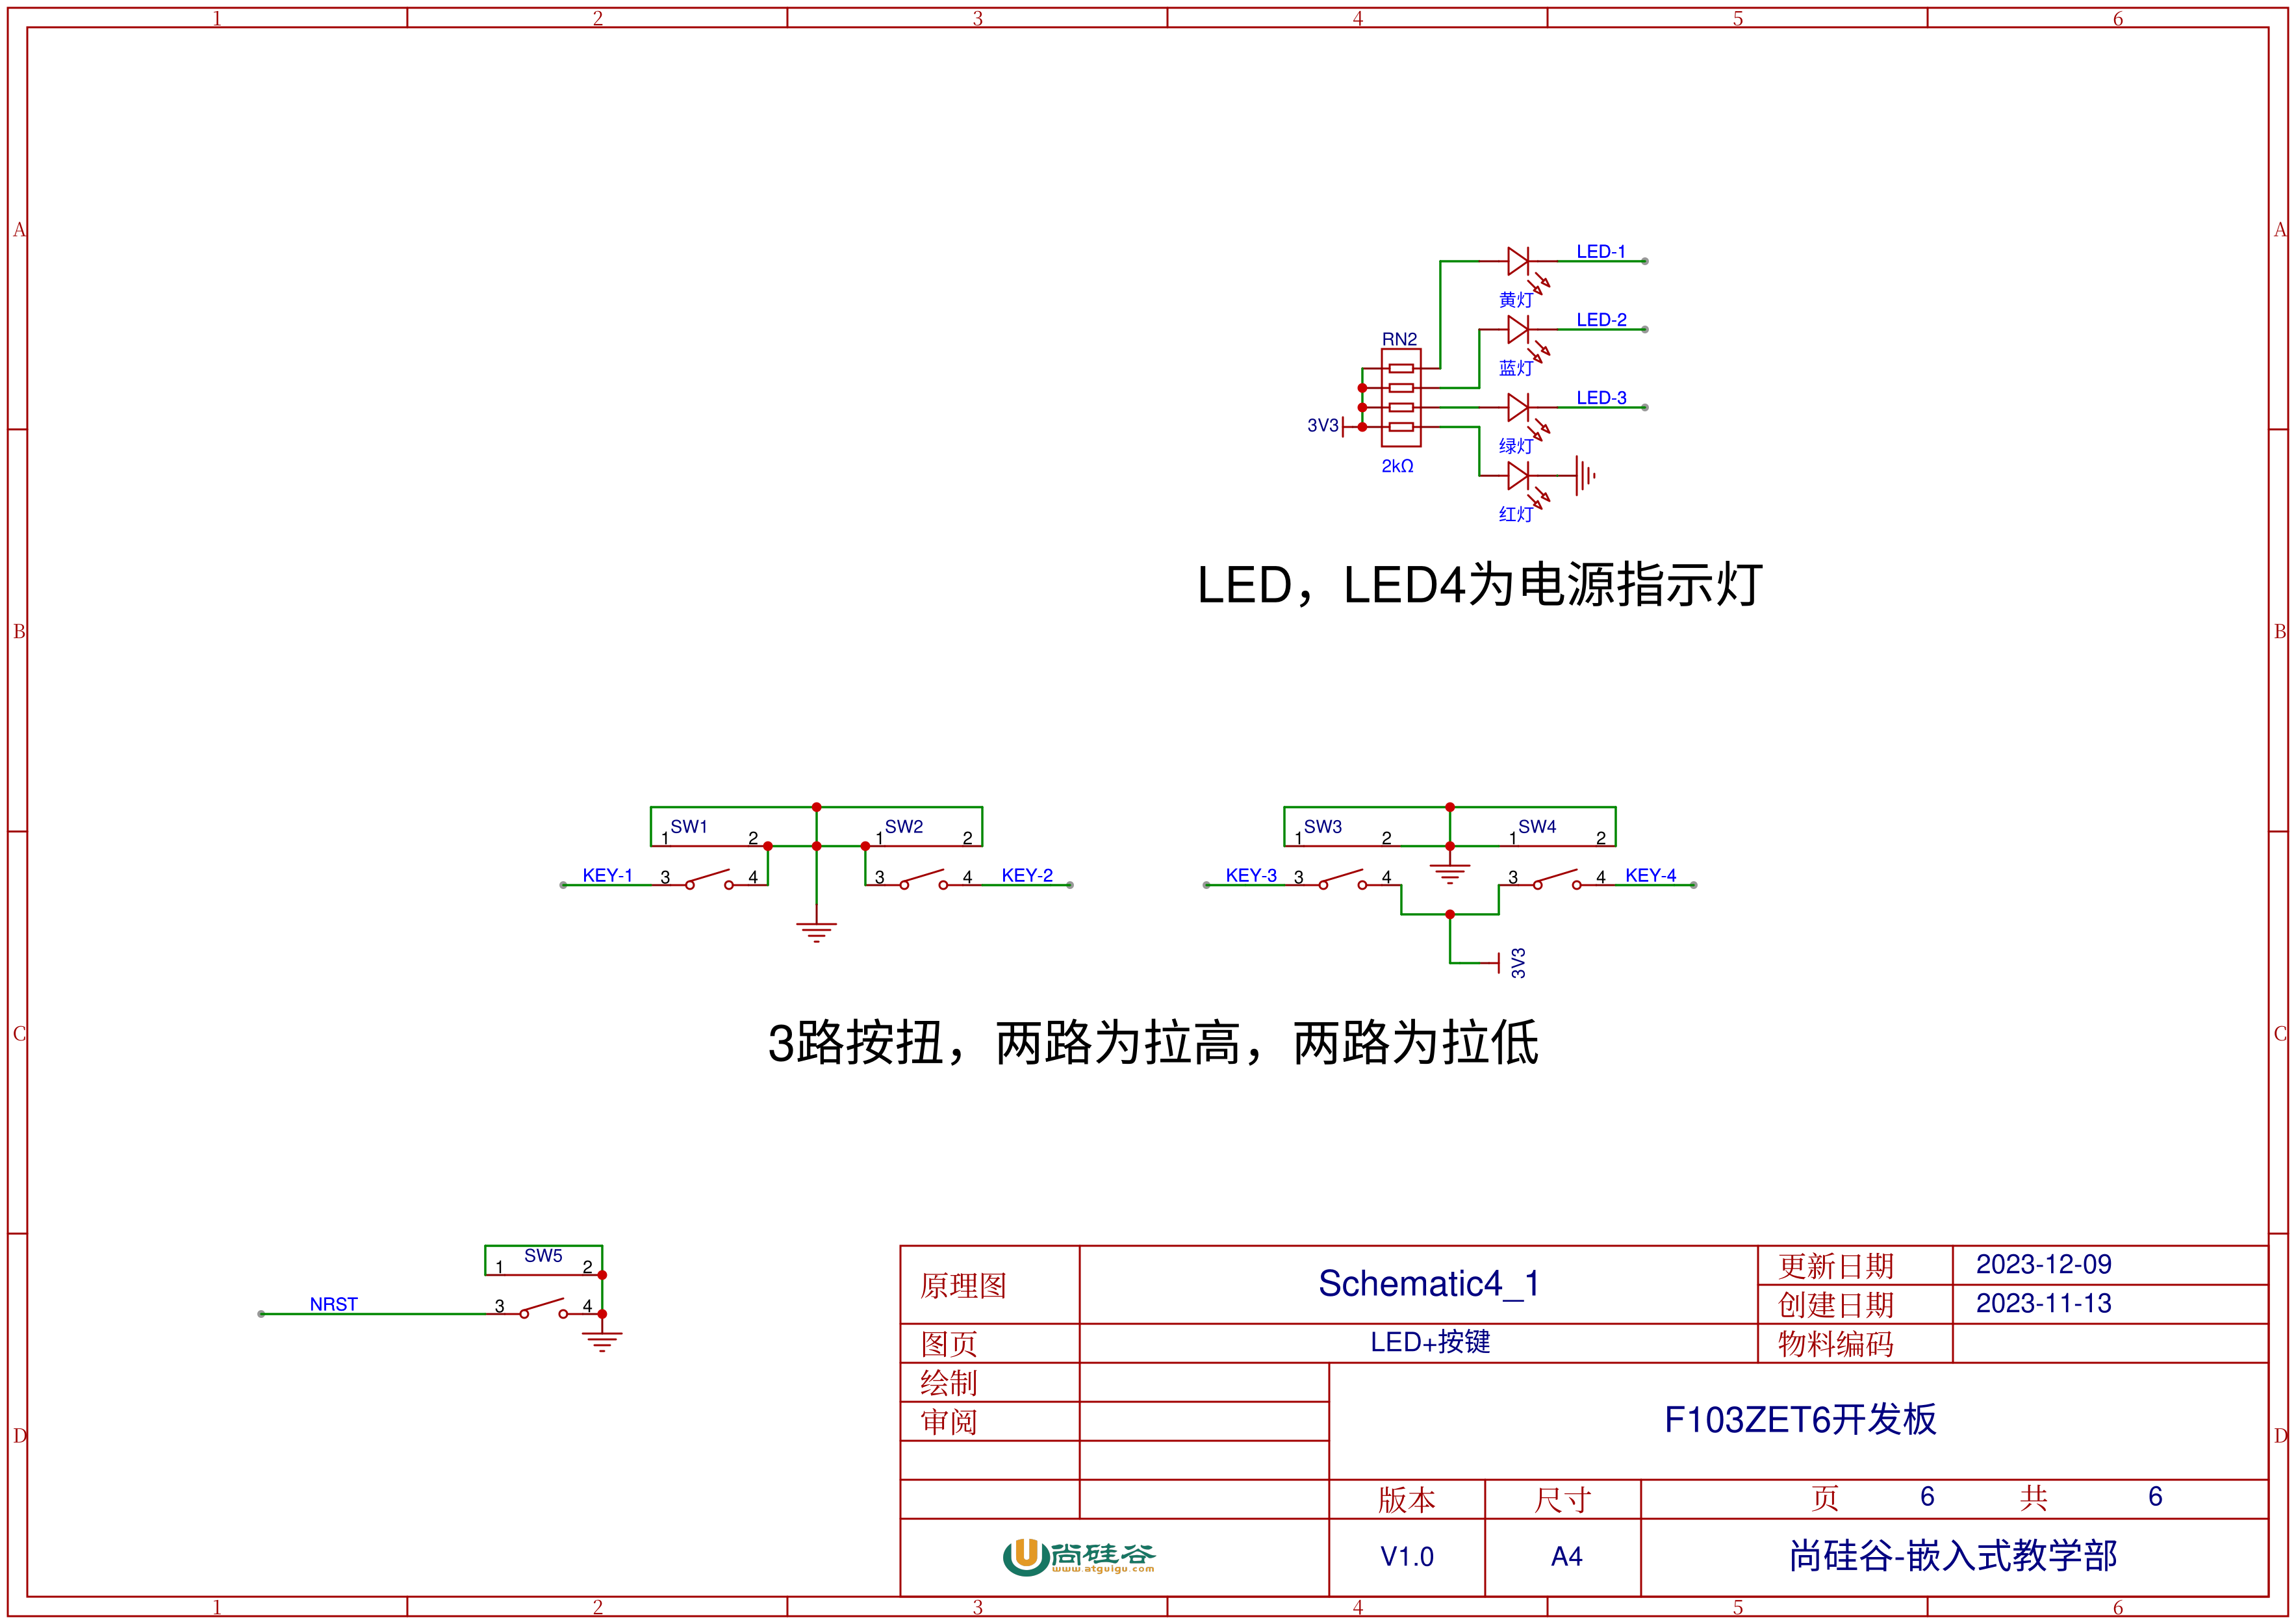 1 2 3 4 5 6
A A
LED-1
黄灯
LED-2
RN2
蓝灯
LED-3
3V3
绿灯
2kΩ
红灯
LED，LED4为电源指示灯
B B
SW1 SW2 SW3 SW4
1 2 1 2 1 2 1 2
KEY-1 3 4 3 4 KEY-2 KEY-3 3 4 3 4 KEY-4
3V3
3路按扭，两路为拉高，两路为拉低
C C
SW5
1 2
NRST 3 4
原理图 Schematic4_1 更新日期 2023-12-09
创建日期 2023-11-13
图页 LED+按键 物料编码
绘制
审阅
F103ZET6开发板
D D
版本 尺寸 页 6 共 6
尚硅谷
www.atguigu.com
V1.0 A4 尚硅谷-嵌入式教学部
1 2 3 4 5 6